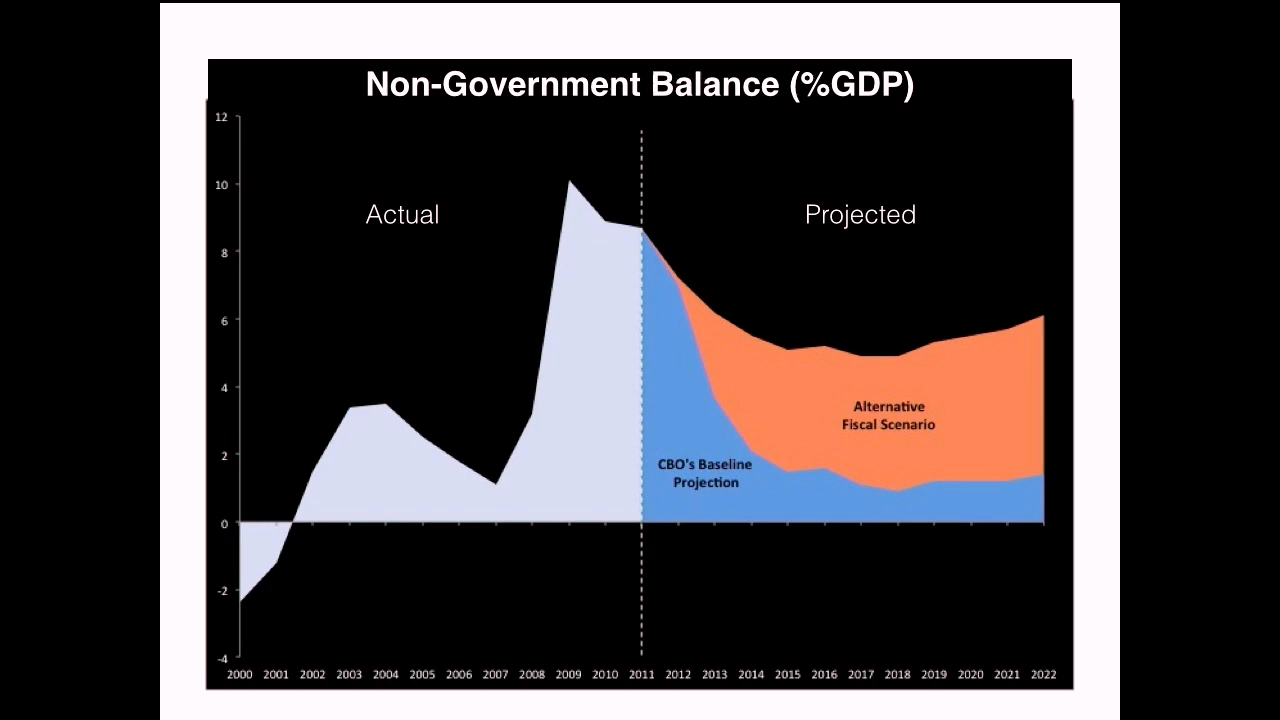 Non-Government Balance (%GDP)
12
10
8
6
4
2
0
-2
-4
Actual
Projected
Alternative
Fiscal Scenario
CBO's Baseline
Projection
2000 2001 2002 2003 2004 2005 2006 2007 2008 2009 2010 2011 2012 2013 2014 2015 2016 2017 2018 2019 2020 2021 2022